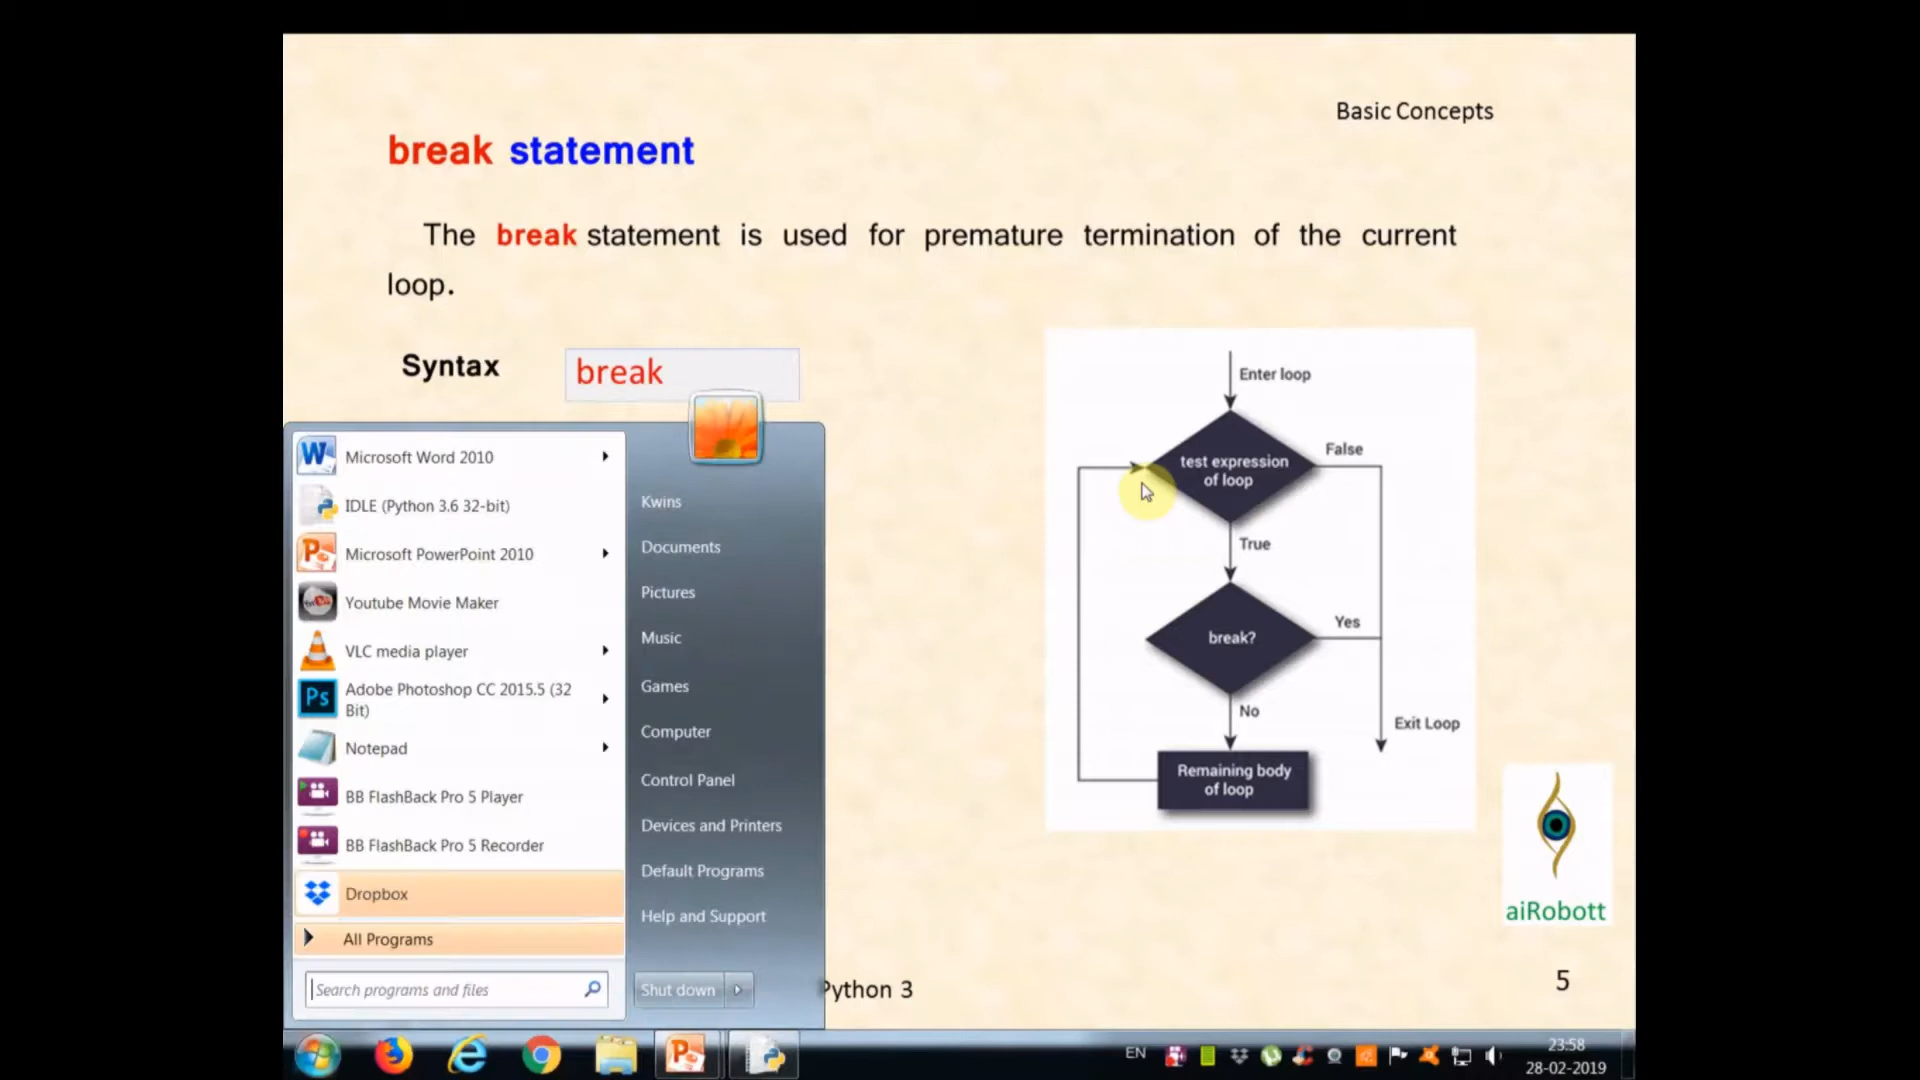 Basic Concepts
break statement
The break statement is used for premature termination of the current
loop.
Syntax
break
Enter loop
test expression
of loop
False
True
break?
Yes
No
Exit Loop
Remaining body
of loop
aiRobott
Python 3
5
Microsoft Word 2010
IDLE (Python 3.6 32-bit)
Microsoft PowerPoint 2010
Youtube Movie Maker
VLC media player
Adobe Photoshop CC 2015.5 (32
Bit)
Notepad
BB FlashBack Pro 5 Player
BB FlashBack Pro 5 Recorder
Dropbox
All Programs
Search programs and files
Kwins
Documents
Pictures
Music
Games
Computer
Control Panel
Devices and Printers
Default Programs
Help and Support
Shut down
EN
23:58
28-02-2019